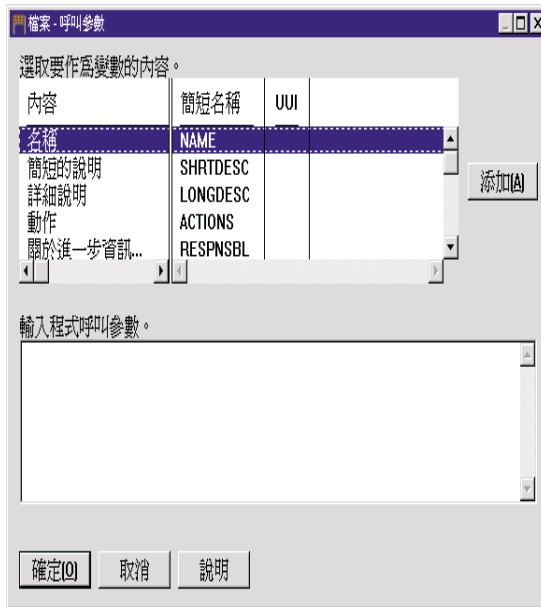 檔案 - 呼叫參數
選取要作為變數的內容。
內容 簡短名稱 UUI
名稱 NAME
簡短的說明 SHRTDESC
詳細說明 LONGDESC
動作 ACTIONS
關於進一步資訊... RESPNSBL
添加(A)
輸入程式呼叫參數。
確定(O) 取消 說明